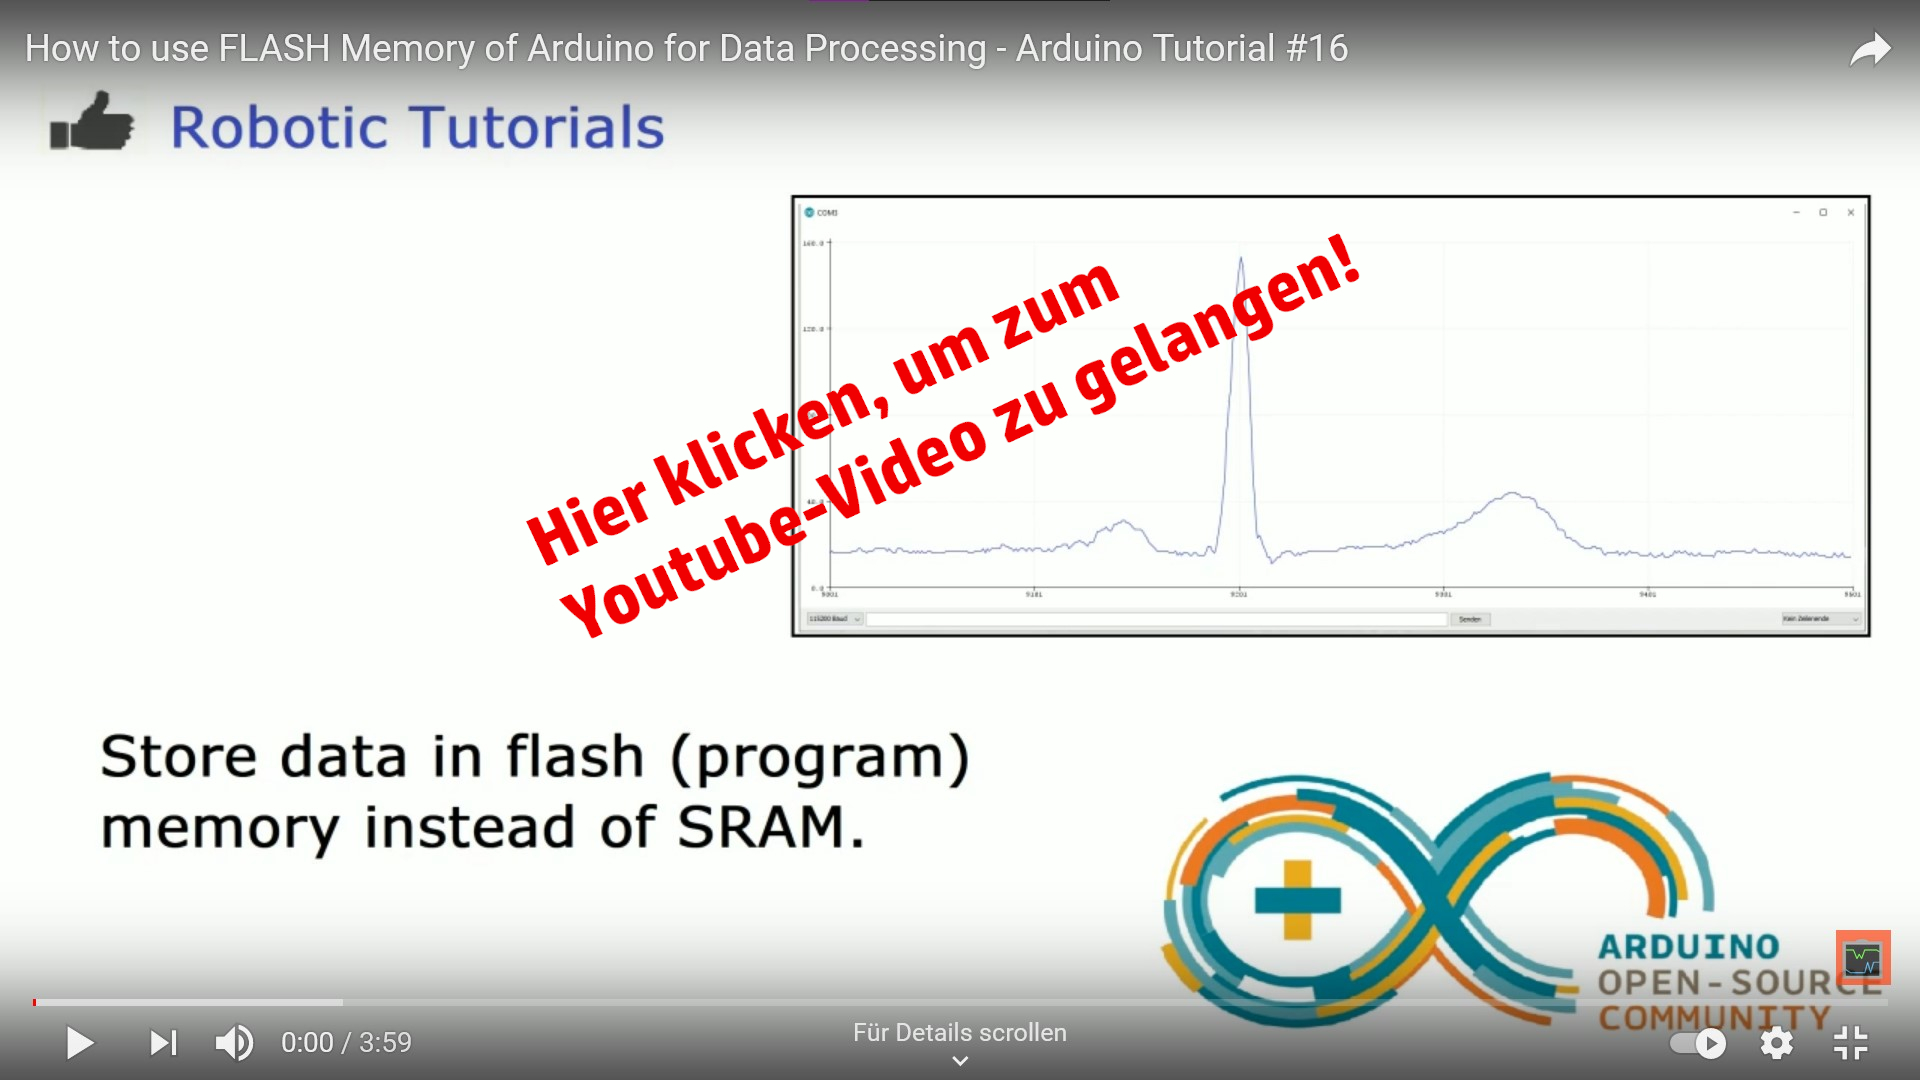 How to use FLASH Memory of Arduino for Data Processing - Arduino Tutorial #16
Robotic Tutorials
COM3
160.0
120.0
40.0
0.0
9001
9101
9201
9301
9401
9501
115200 Baud
Senden
Kein Zeilenende
Hier klicken, um zum
Youtube-Video zu gelangen!
Store data in flash (program)
memory instead of SRAM.
ARDUINO
OPEN-SOURCE
COMMUNITY
0:00 / 3:59
Für Details scrollen